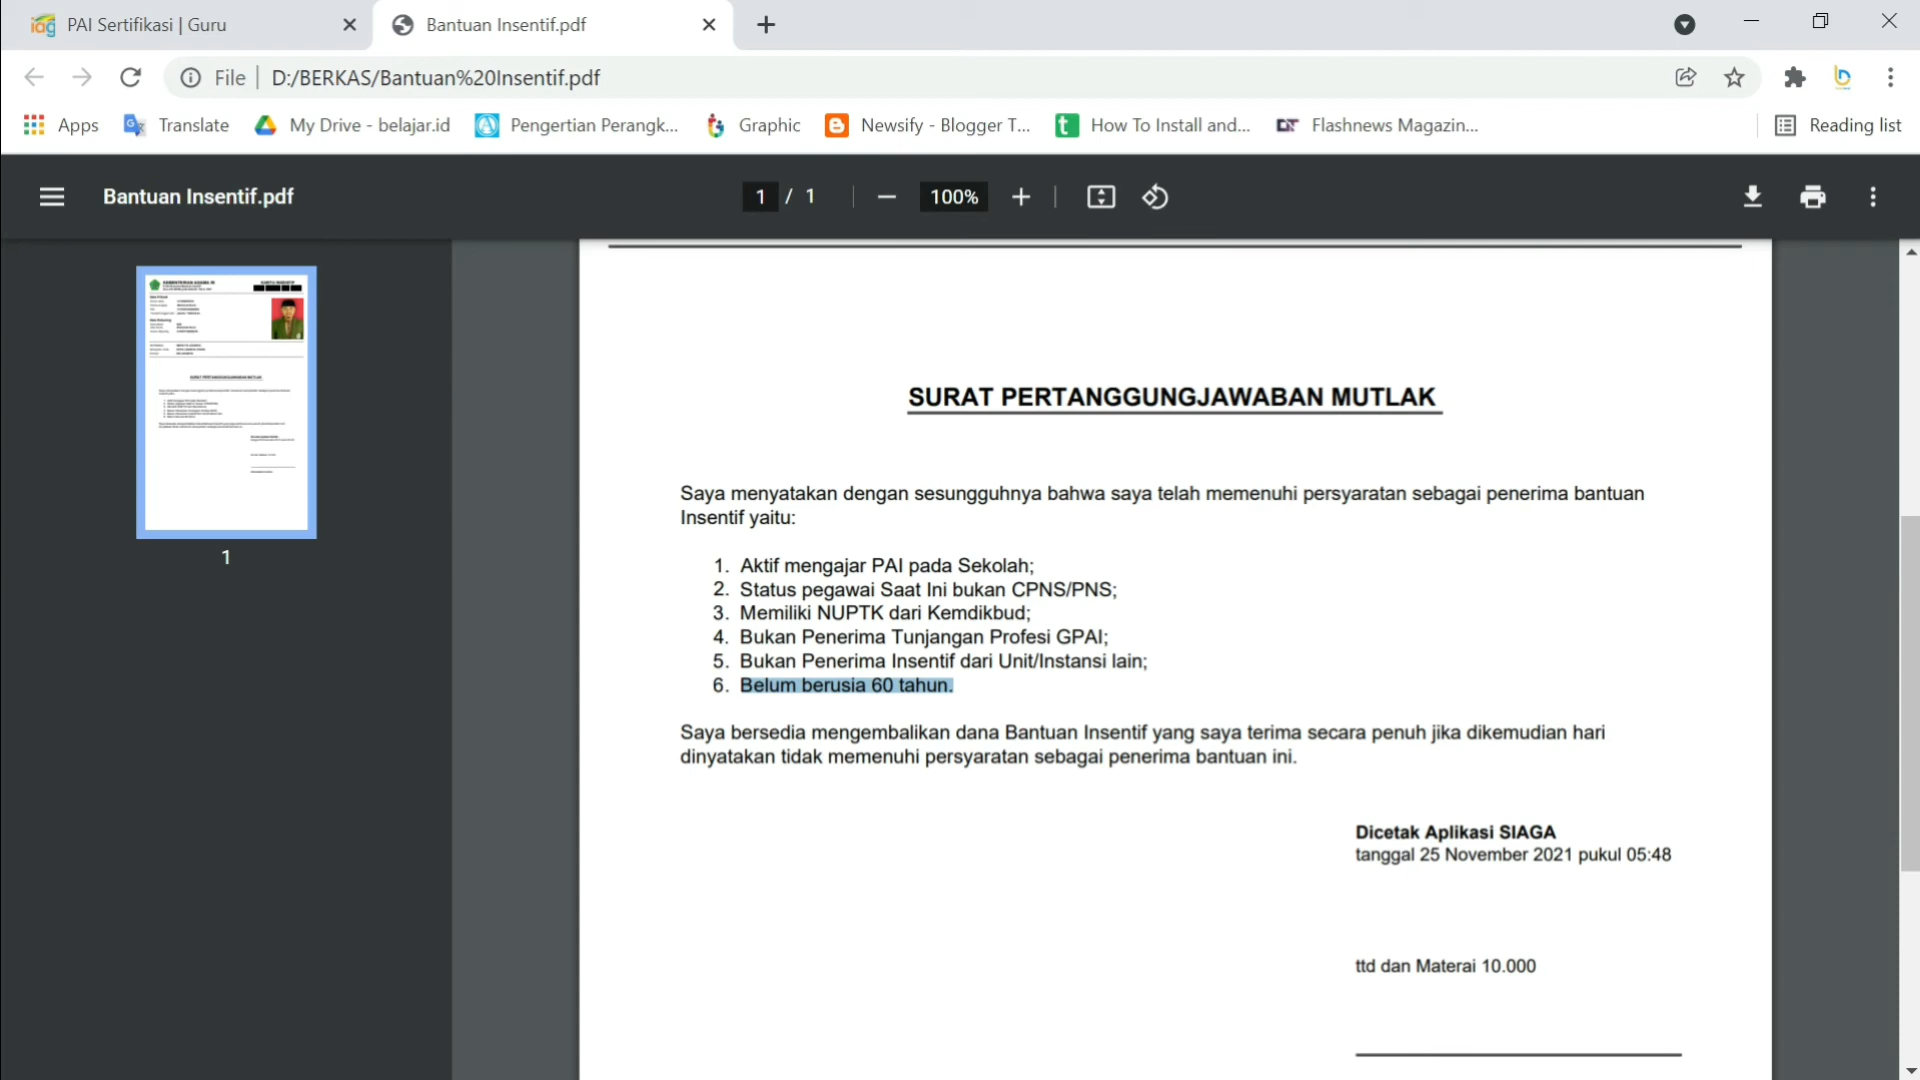 PAI Sertifikasi | Guru
Bantuan Insentif.pdf
File
D:/BERKAS/Bantuan%20Insentif.pdf
Apps
Translate
My Drive - belajar.id
Pengertian Perangk...
Graphic
Newsify - Blogger T...
How To Install and...
Flashnews Magazin...
Reading list
Bantuan Insentif.pdf
1 / 1
100%
KEMENTERIAN AGAMA RI
SURAT PERTANGGUNGJAWABAN MUTLAK
1
SURAT PERTANGGUNGJAWABAN MUTLAK
Saya menyatakan dengan sesungguhnya bahwa saya telah memenuhi persyaratan sebagai penerima bantuan
Insentif yaitu:
1. Aktif mengajar PAI pada Sekolah;
2. Status pegawai Saat Ini bukan CPNS/PNS;
3. Memiliki NUPTK dari Kemdikbud;
4. Bukan Penerima Tunjangan Profesi GPAI;
5. Bukan Penerima Insentif dari Unit/Instansi lain;
6. Belum berusia 60 tahun.
Saya bersedia mengembalikan dana Bantuan Insentif yang saya terima secara penuh jika dikemudian hari
dinyatakan tidak memenuhi persyaratan sebagai penerima bantuan ini.
Dicetak Aplikasi SIAGA
tanggal 25 November 2021 pukul 05:48
ttd dan Materai 10.000